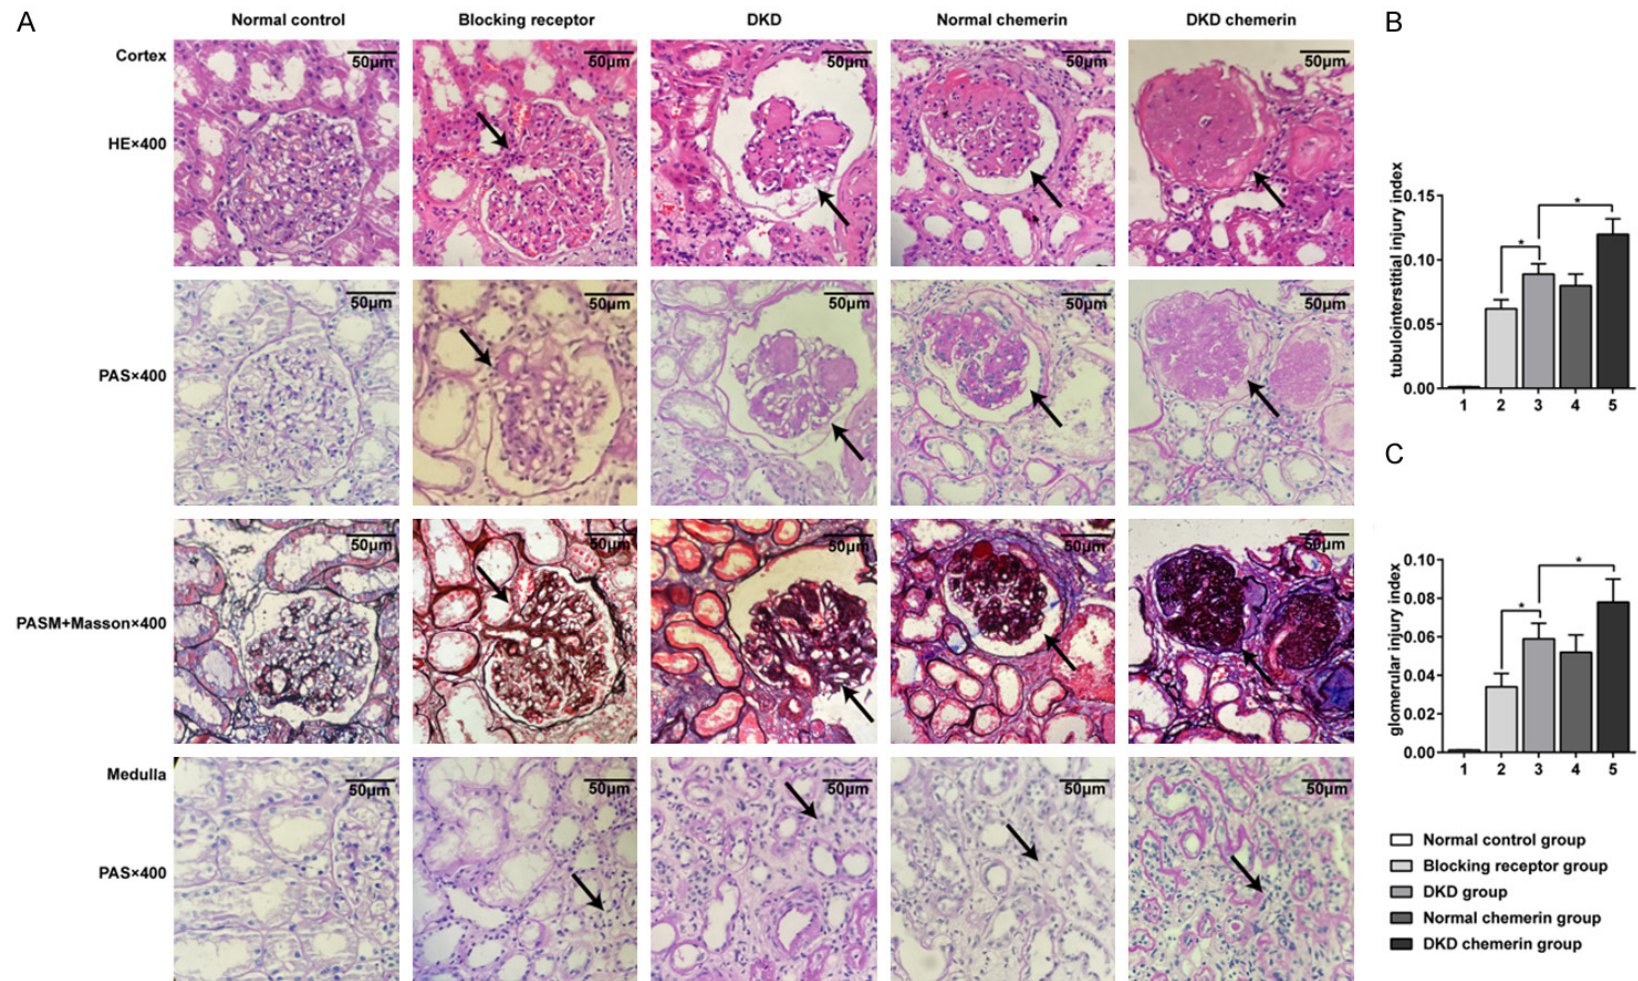 A
Normal control
Blocking receptor
DKD
Normal chemerin
DKD chemerin
Cortex
HE×400
50μm
50μm
50μm
50μm
50μm
PAS×400
50μm
50μm
50μm
50μm
50μm
PASM+Masson×400
50μm
50μm
50μm
50μm
50μm
Medulla
PAS×400
50μm
50μm
50μm
50μm
50μm
B
tubulointerstitial injury index
0.15
0.10
0.05
0.00
*
*
1 2 3 4 5
C
glomerular injury index
0.10
0.08
0.06
0.04
0.02
0.00
*
*
1 2 3 4 5
Normal control group
Blocking receptor group
DKD group
Normal chemerin group
DKD chemerin group